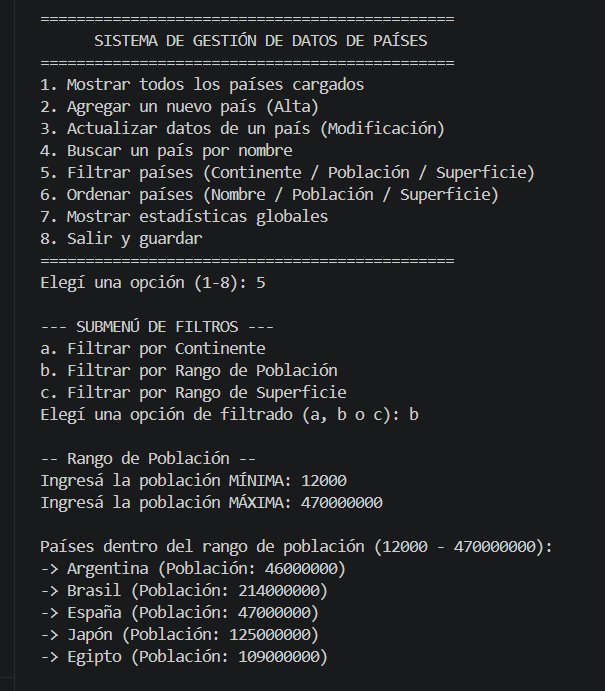 ==============================================
SISTEMA DE GESTIÓN DE DATOS DE PAÍSES
==============================================
1. Mostrar todos los países cargados
2. Agregar un nuevo país (Alta)
3. Actualizar datos de un país (Modificación)
4. Buscar un país por nombre
5. Filtrar países (Continente / Población / Superficie)
6. Ordenar países (Nombre / Población / Superficie)
7. Mostrar estadísticas globales
8. Salir y guardar
==============================================
Elegí una opción (1-8): 5
--- SUBMENÚ DE FILTROS ---
a. Filtrar por Continente
b. Filtrar por Rango de Población
c. Filtrar por Rango de Superficie
Elegí una opción de filtrado (a, b o c): b
-- Rango de Población --
Ingresá la población MÍNIMA: 12000
Ingresá la población MÁXIMA: 470000000
Países dentro del rango de población (12000 - 470000000):
-> Argentina (Población: 46000000)
-> Brasil (Población: 214000000)
-> España (Población: 47000000)
-> Japón (Población: 125000000)
-> Egipto (Población: 109000000)